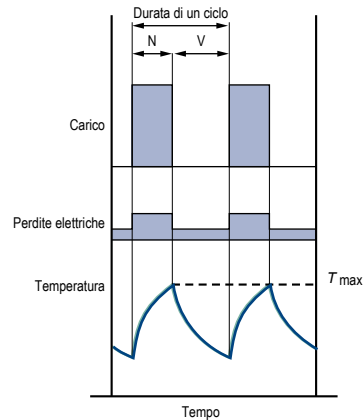 Durata di un ciclo
N V
Carico
Perdite elettriche
Temperatura
T max
Tempo